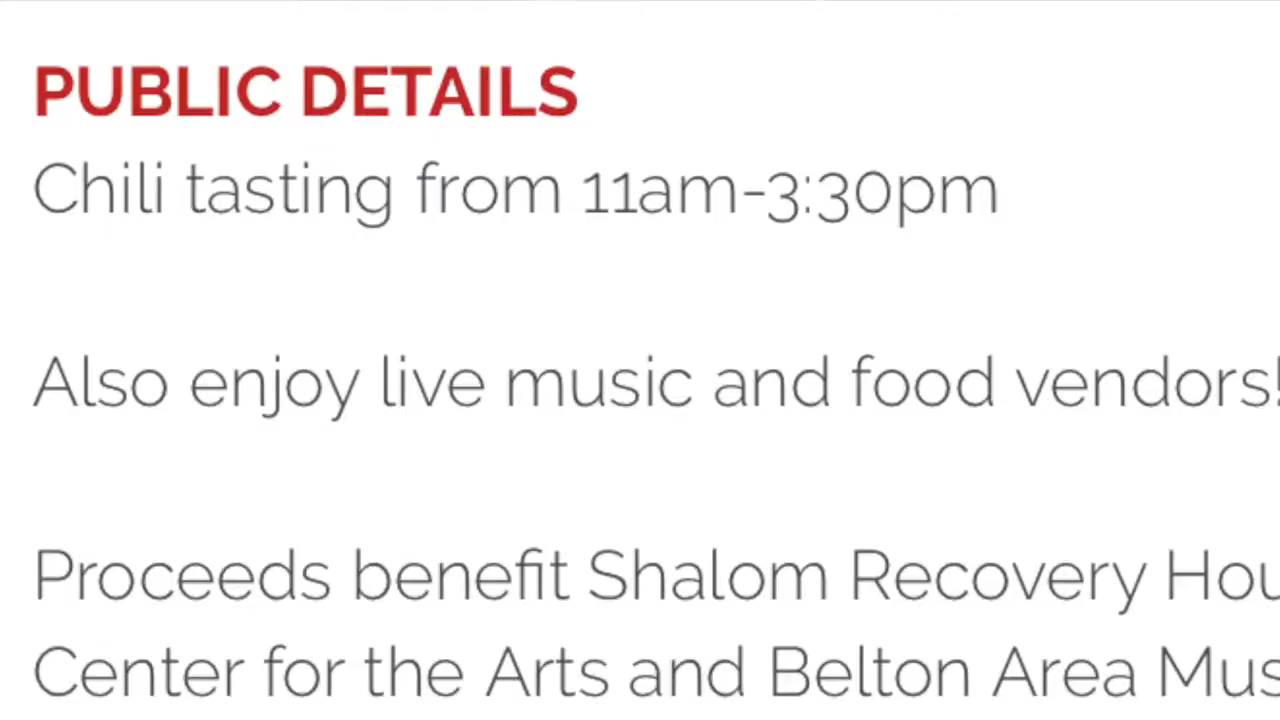 PUBLIC DETAILS
Chili tasting from 11am-3:30pm
Also enjoy live music and food vendors!
Proceeds benefit Shalom Recovery
Center for the Arts and Belton Area